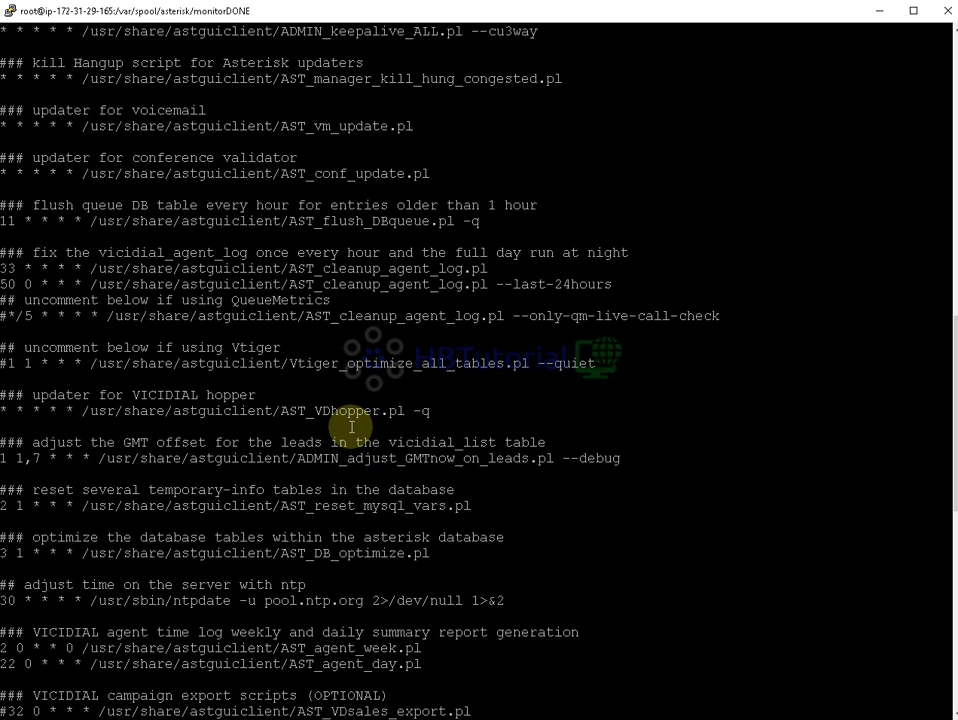 root@ip-172-31-29-165:/var/spool/asterisk/monitorDONE
* * * * * /usr/share/astguiclient/ADMIN_keepalive_ALL.pl --cu3way
### kill Hangup script for Asterisk updaters
* * * * * /usr/share/astguiclient/AST_manager_kill_hung_congested.pl
### updater for voicemail
* * * * * /usr/share/astguiclient/AST_vm_update.pl
### updater for conference validator
* * * * * /usr/share/astguiclient/AST_conf_update.pl
### flush queue DB table every hour for entries older than 1 hour
11 * * * * /usr/share/astguiclient/AST_flush_DBqueue.pl -q
### fix the vicidial_agent_log once every hour and the full day run at night
33 * * * * /usr/share/astguiclient/AST_cleanup_agent_log.pl
50 0 * * * /usr/share/astguiclient/AST_cleanup_agent_log.pl --last-24hours
## uncomment below if using QueueMetrics
#*/5 * * * * /usr/share/astguiclient/AST_cleanup_agent_log.pl --only-qm-live-call-check
## uncomment below if using Vtiger
#1 1 * * * /usr/share/astguiclient/Vtiger_optimize_all_tables.pl --quiet
HRTutorial
### updater for VICIDIAL hopper
* * * * * /usr/share/astguiclient/AST_VDhopper.pl -q
### adjust the GMT offset for the leads in the vicidial_list table
1 1,7 * * * /usr/share/astguiclient/ADMIN_adjust_GMTnow_on_leads.pl --debug
### reset several temporary-info tables in the database
2 1 * * * /usr/share/astguiclient/AST_reset_mysql_vars.pl
### optimize the database tables within the asterisk database
3 1 * * * /usr/share/astguiclient/AST_DB_optimize.pl
## adjust time on the server with ntp
30 * * * * /usr/sbin/ntpdate -u pool.ntp.org 2>/dev/null 1>&2
### VICIDIAL agent time log weekly and daily summary report generation
2 0 * * 0 /usr/share/astguiclient/AST_agent_week.pl
22 0 * * * /usr/share/astguiclient/AST_agent_day.pl
### VICIDIAL campaign export scripts (OPTIONAL)
#32 0 * * * /usr/share/astguiclient/AST_VDsales_export.pl